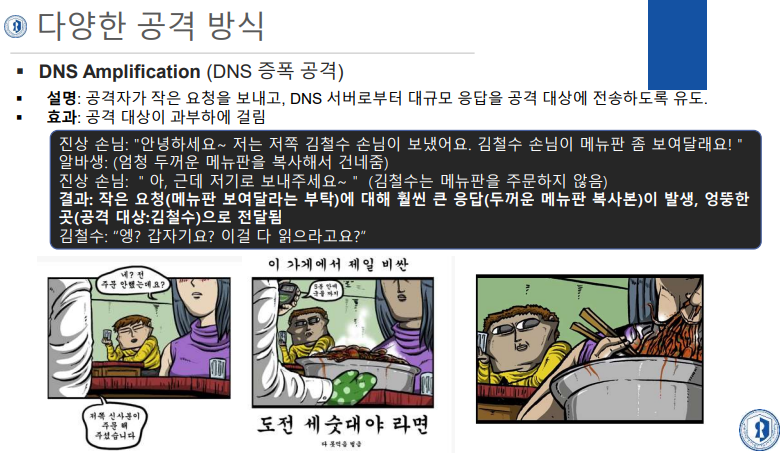 다양한 공격 방식
▪ DNS Amplification (DNS 증폭 공격)
▪ 설명: 공격자가 작은 요청을 보내고, DNS 서버로부터 대규모 응답을 공격 대상에 전송하도록 유도.
▪ 효과: 공격 대상이 과부하에 걸림
진상 손님: "안녕하세요~ 저는 저쪽 김철수 손님이 보냈어요. 김철수 손님이 메뉴판 좀 보여달래요! "
알바생: (엄청 두꺼운 메뉴판을 복사해서 건네줌)
진상 손님: " 아, 근데 저기로 보내주세요~ " (김철수는 메뉴판을 주문하지 않음)
결과: 작은 요청(메뉴판 보여달라는 부탁)에 대해 훨씬 큰 응답(두꺼운 메뉴판 복사본)이 발생, 엉뚱한
곳(공격 대상:김철수)으로 전달됨
김철수: “엥? 갑자기요? 이걸 다 읽으라고요?”
네? 전
주문 안했는데요?
저쪽 신사분이
주문 해
주셨습니다
이 가게에서 제일 비싼
국물 까지
도전 세숫대야 라면
다 못먹음 벌금